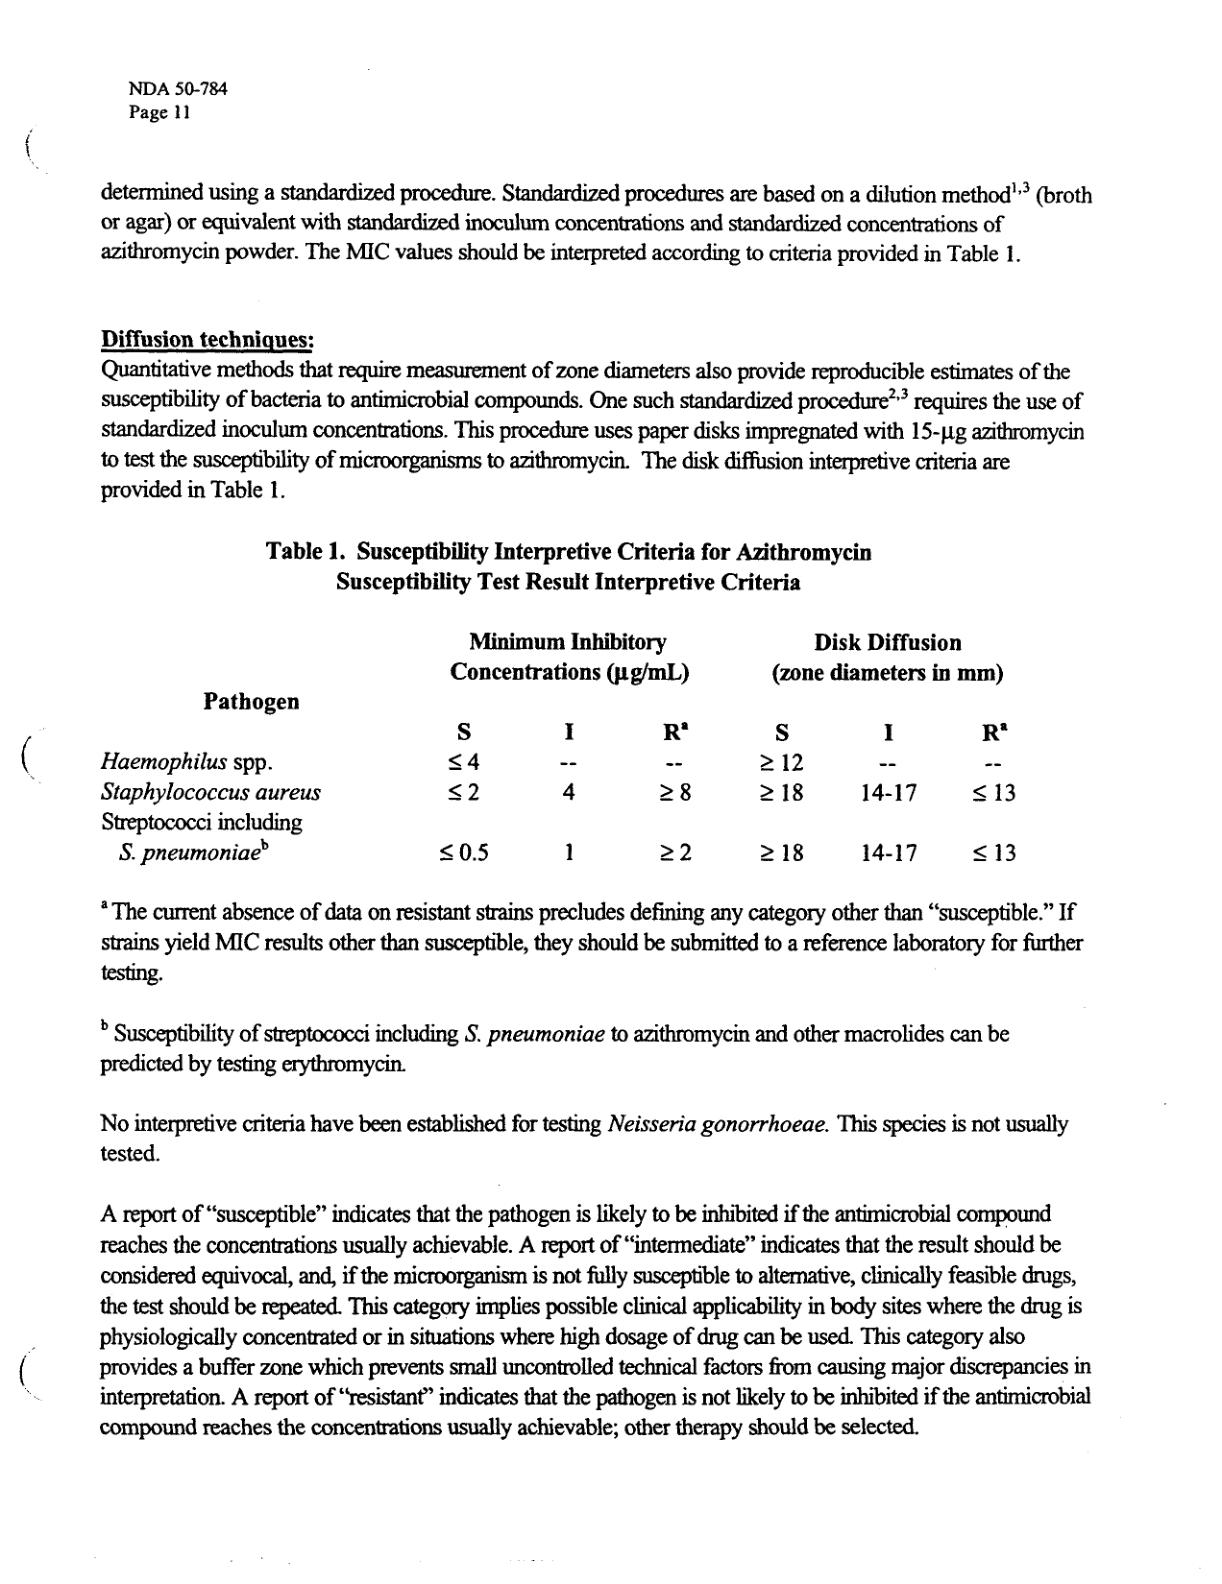 NDA 50-784
Page 11
determined using a standardized procedure. Standardized procedures are based on a dilution method1,3 (broth
or agar) or equivalent with standardized inoculum concentrations and standardized concentrations of
azithromycin powder. The MIC values should be interpreted according to criteria provided in Table 1.
Diffusion techniques:
Quantitative methods that require measurement of zone diameters also provide reproducible estimates of the
susceptibility of bacteria to antimicrobial compounds. One such standardized procedure2,3 requires the use of
standardized inoculum concentrations. This procedure uses paper disks impregnated with 15-µg azithromycin
to test the susceptibility of microorganisms to azithromycin. The disk diffusion interpretive criteria are
provided in Table 1.
Table 1. Susceptibility Interpretive Criteria for Azithromycin
Susceptibility Test Result Interpretive Criteria
Minimum Inhibitory Disk Diffusion
Concentrations (µg/mL) (zone diameters in mm)
Pathogen
S I Ra S I Ra
Haemophilus spp. ≤ 4 -- -- ≥ 12 -- --
Staphylococcus aureus ≤ 2 4 ≥ 8 ≥ 18 14-17 ≤ 13
Streptococci including
S. pneumoniaeb ≤ 0.5 1 ≥ 2 ≥ 18 14-17 ≤ 13
a The current absence of data on resistant strains precludes defining any category other than “susceptible.” If
strains yield MIC results other than susceptible, they should be submitted to a reference laboratory for further
testing.
b Susceptibility of streptococci including S. pneumoniae to azithromycin and other macrolides can be
predicted by testing erythromycin.
No interpretive criteria have been established for testing Neisseria gonorrhoeae. This species is not usually
tested.
A report of “susceptible” indicates that the pathogen is likely to be inhibited if the antimicrobial compound
reaches the concentrations usually achievable. A report of “intermediate” indicates that the result should be
considered equivocal, and, if the microorganism is not fully susceptible to alternative, clinically feasible drugs,
the test should be repeated. This category implies possible clinical applicability in body sites where the drug is
physiologically concentrated or in situations where high dosage of drug can be used. This category also
provides a buffer zone which prevents small uncontrolled technical factors from causing major discrepancies in
interpretation. A report of “resistant” indicates that the pathogen is not likely to be inhibited if the antimicrobial
compound reaches the concentrations usually achievable; other therapy should be selected.